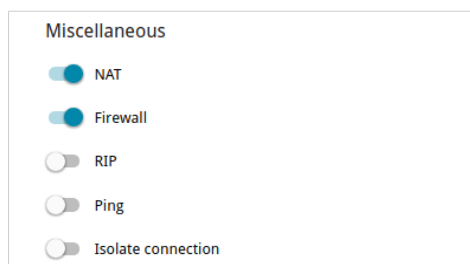 Miscellaneous
NAT
Firewall
RIP
Ping
Isolate connection